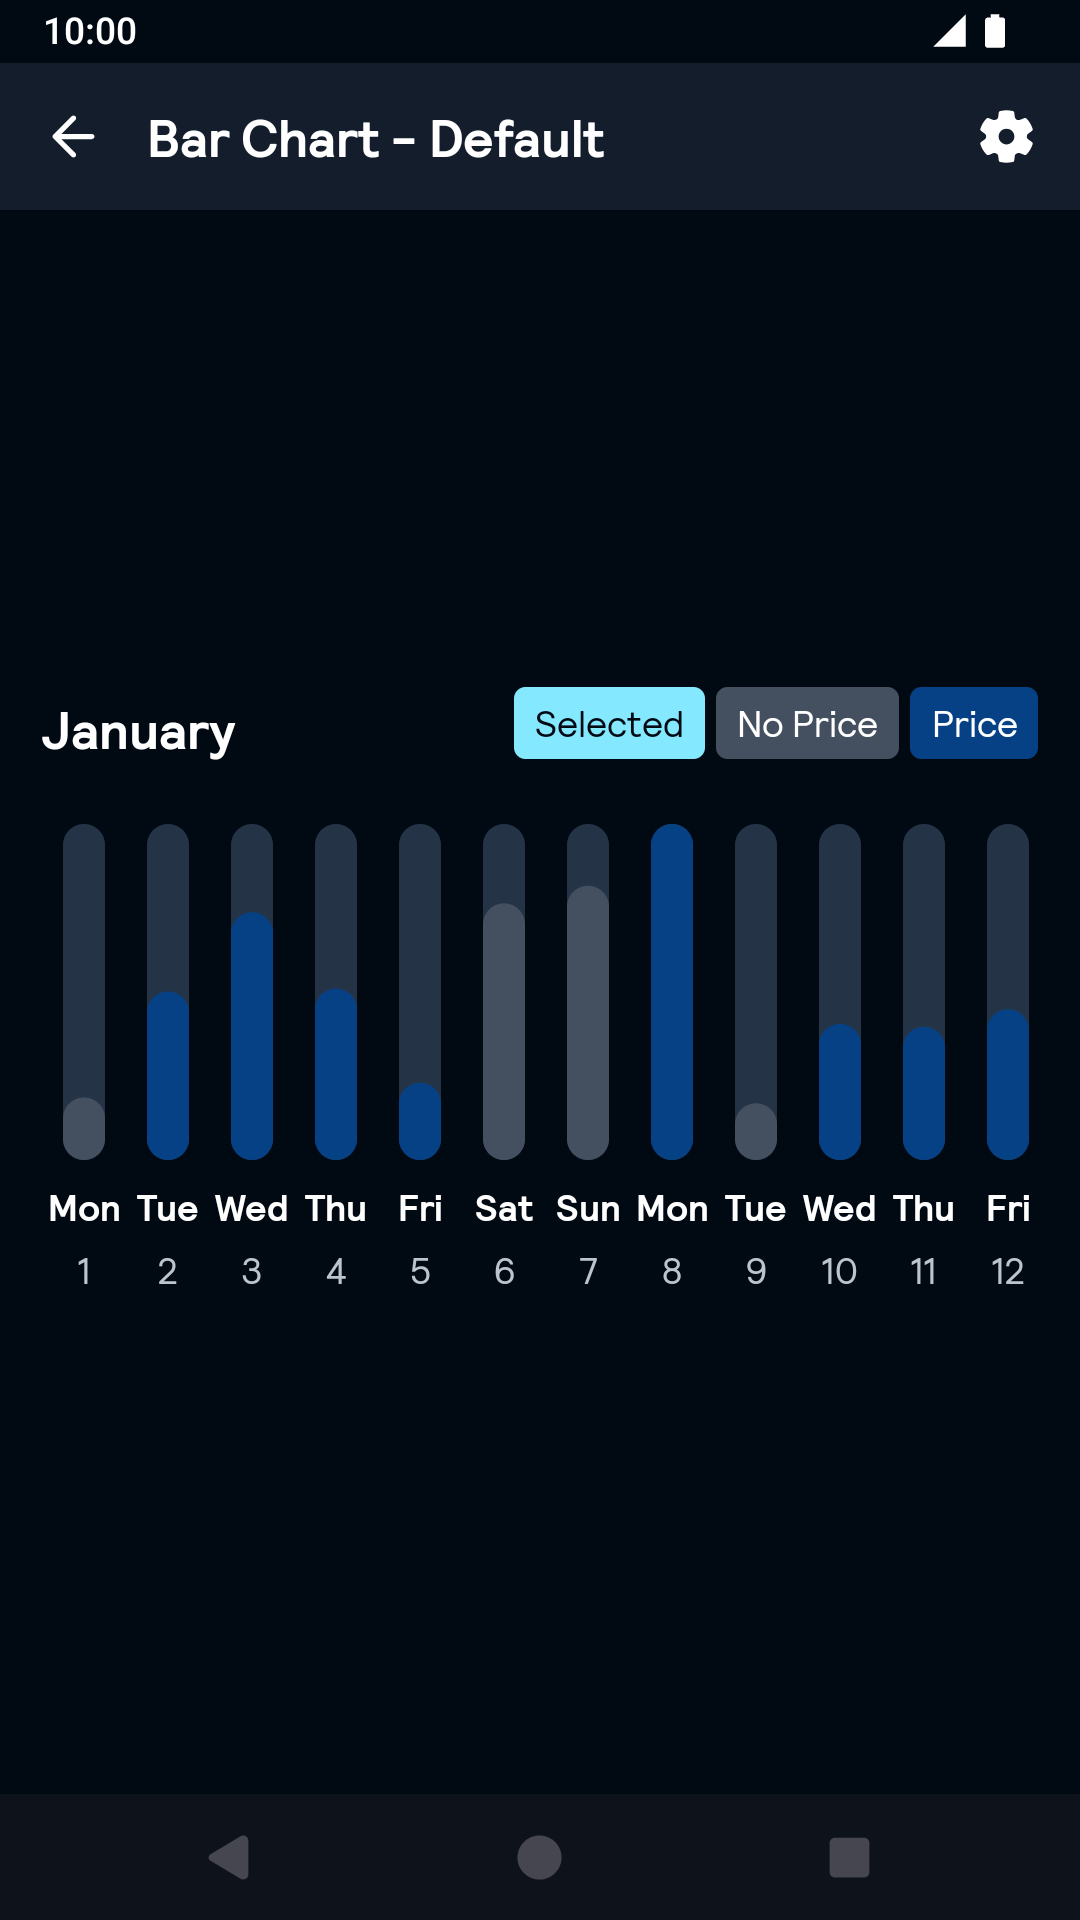 10:00
Bar Chart - Default
January
Selected No Price Price
Mon Tue Wed Thu Fri Sat Sun Mon Tue Wed Thu Fri
1 2 3 4 5 6 7 8 9 10 11 12